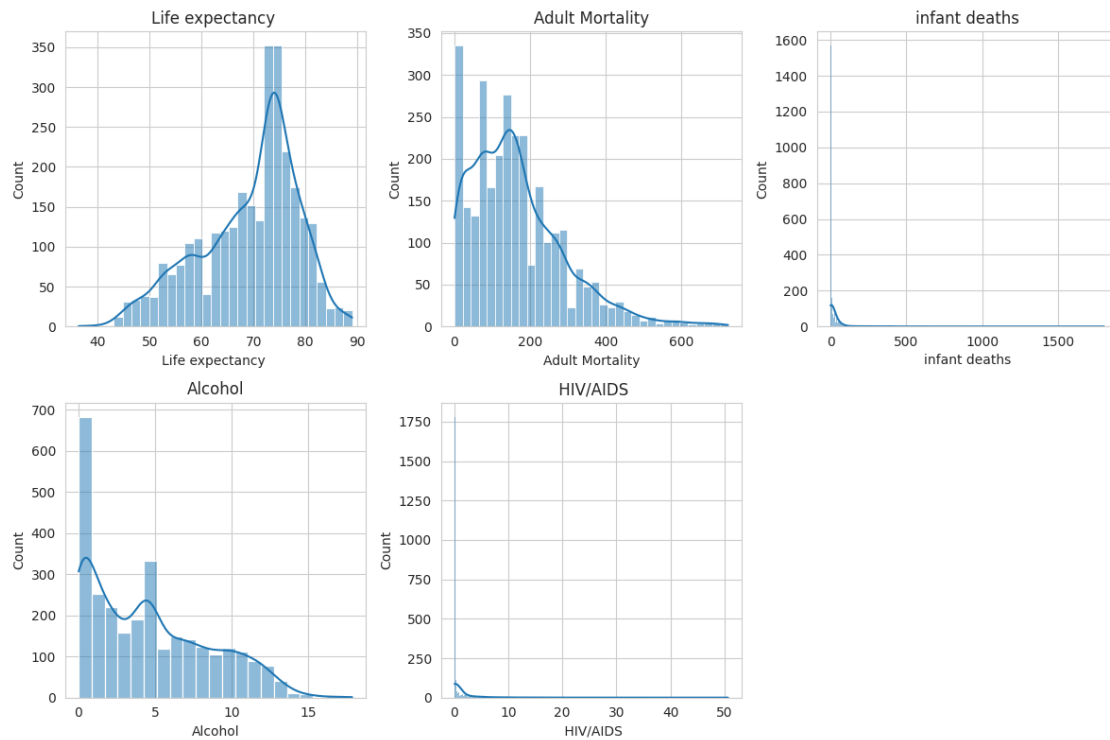 Life expectancy
Count
350
300
250
200
150
100
50
0
40 50 60 70 80 90
Life expectancy
Adult Mortality
Count
350
300
250
200
150
100
50
0
0 200 400 600
Adult Mortality
infant deaths
Count
1600
1400
1200
1000
800
600
400
200
0
0 500 1000 1500
infant deaths
Alcohol
Count
700
600
500
400
300
200
100
0
0 5 10 15
Alcohol
HIV/AIDS
Count
1750
1500
1250
1000
750
500
250
0
0 10 20 30 40 50
HIV/AIDS